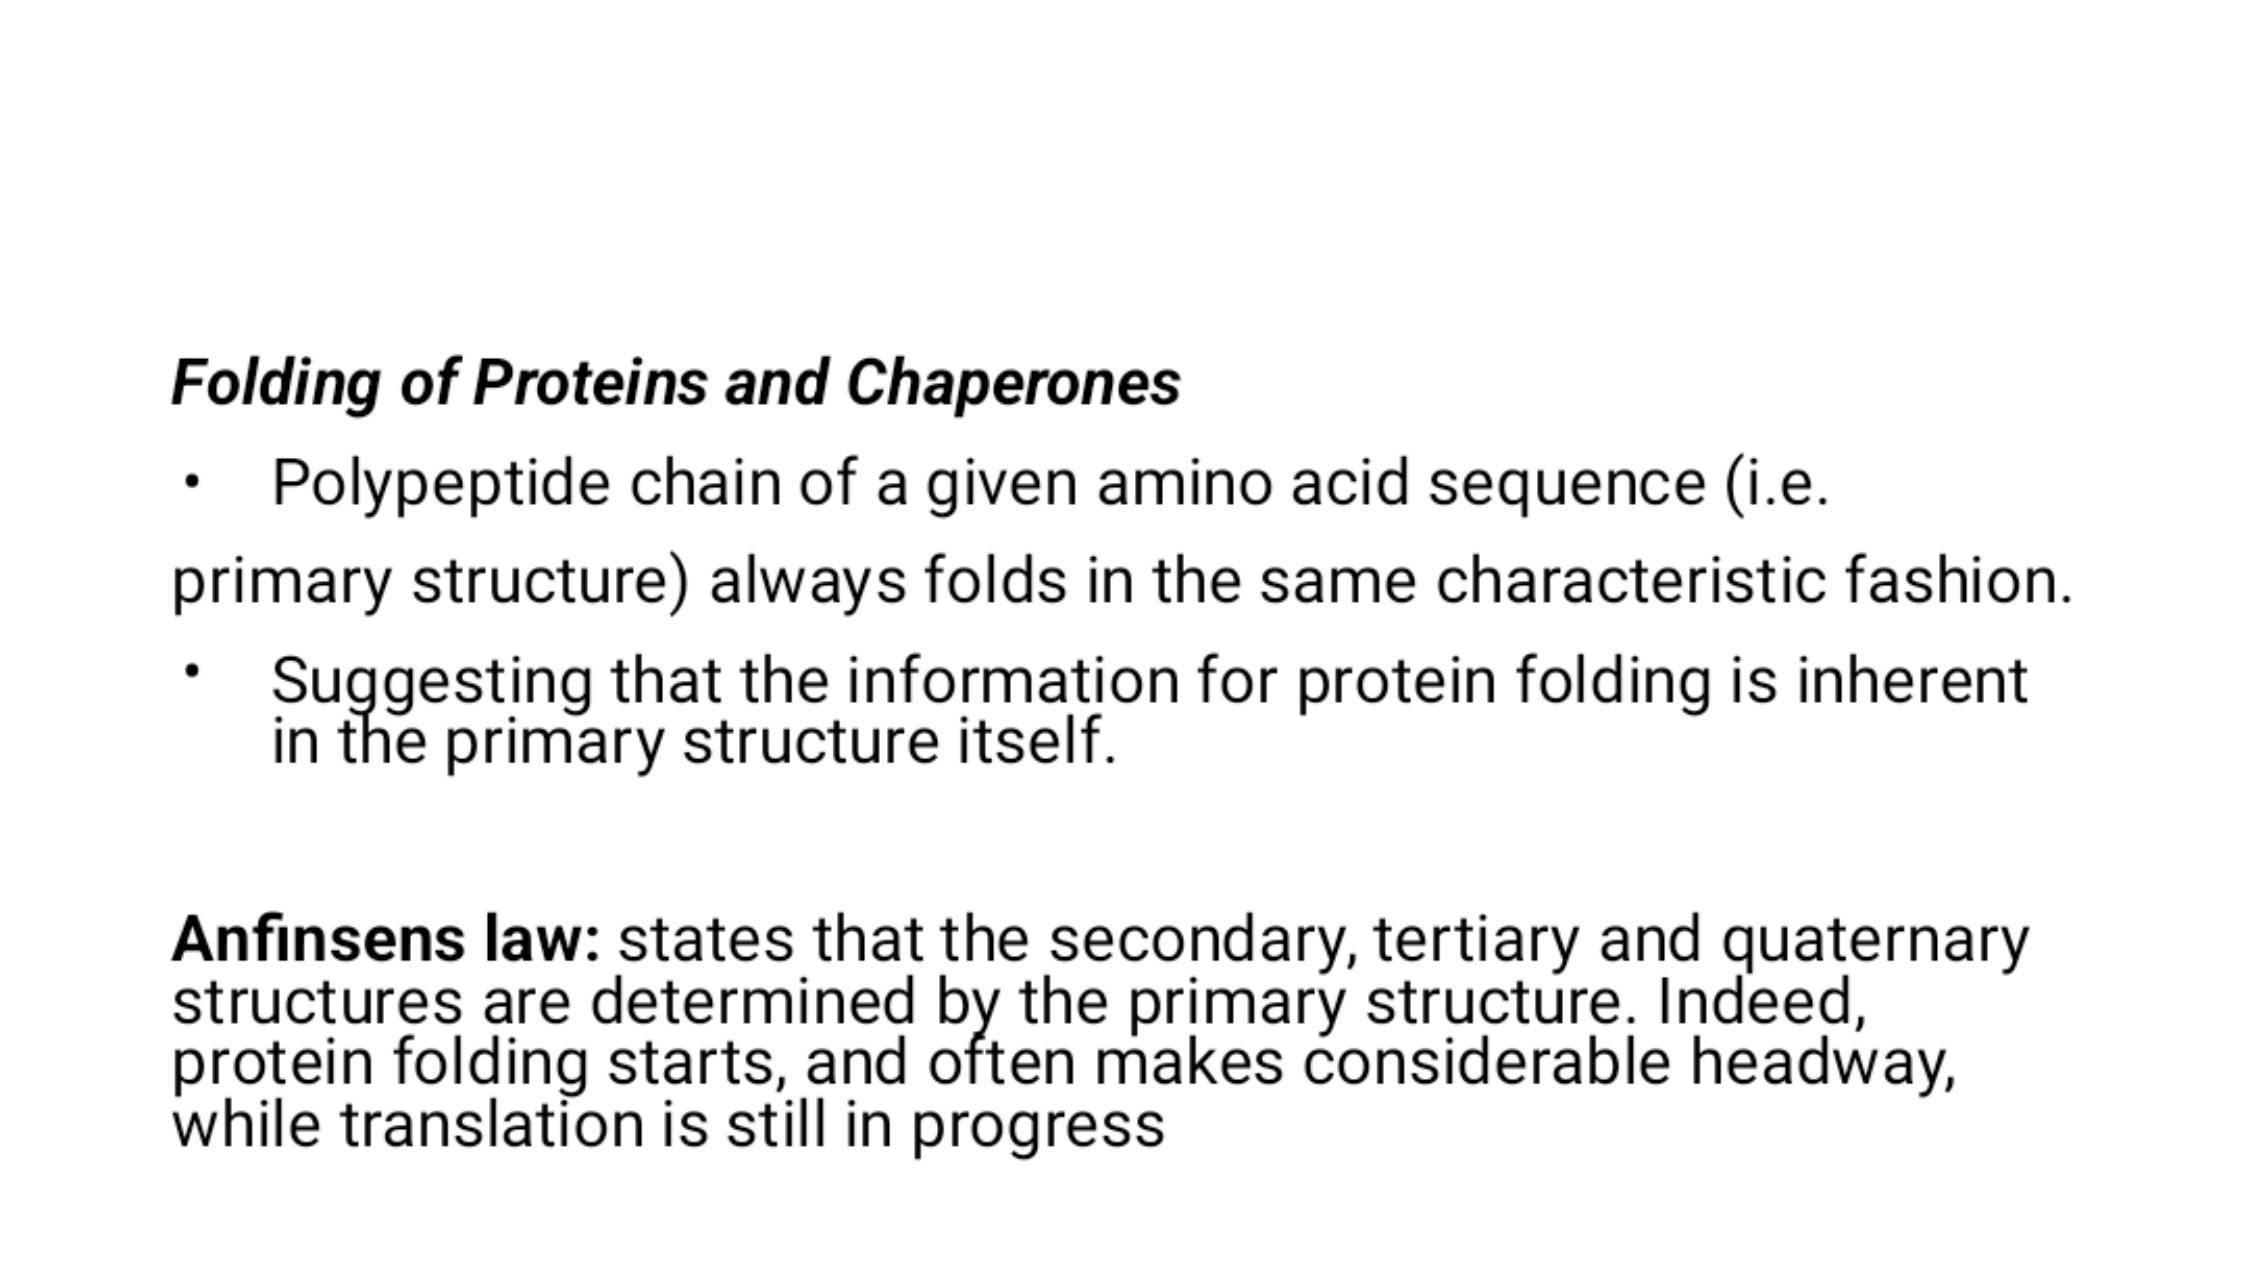 Folding of Proteins and Chaperones
• Polypeptide chain of a given amino acid sequence (i.e.
primary structure) always folds in the same characteristic fashion.
• Suggesting that the information for protein folding is inherent
in the primary structure itself.
Anfinsens law: states that the secondary, tertiary and quaternary
structures are determined by the primary structure. Indeed,
protein folding starts, and often makes considerable headway,
while translation is still in progress